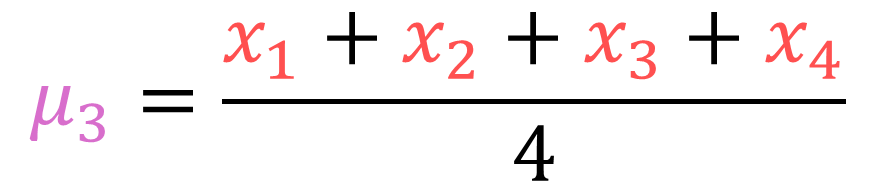 μ₃ = (x₁ + x₂ + x₃ + x₄) / 4